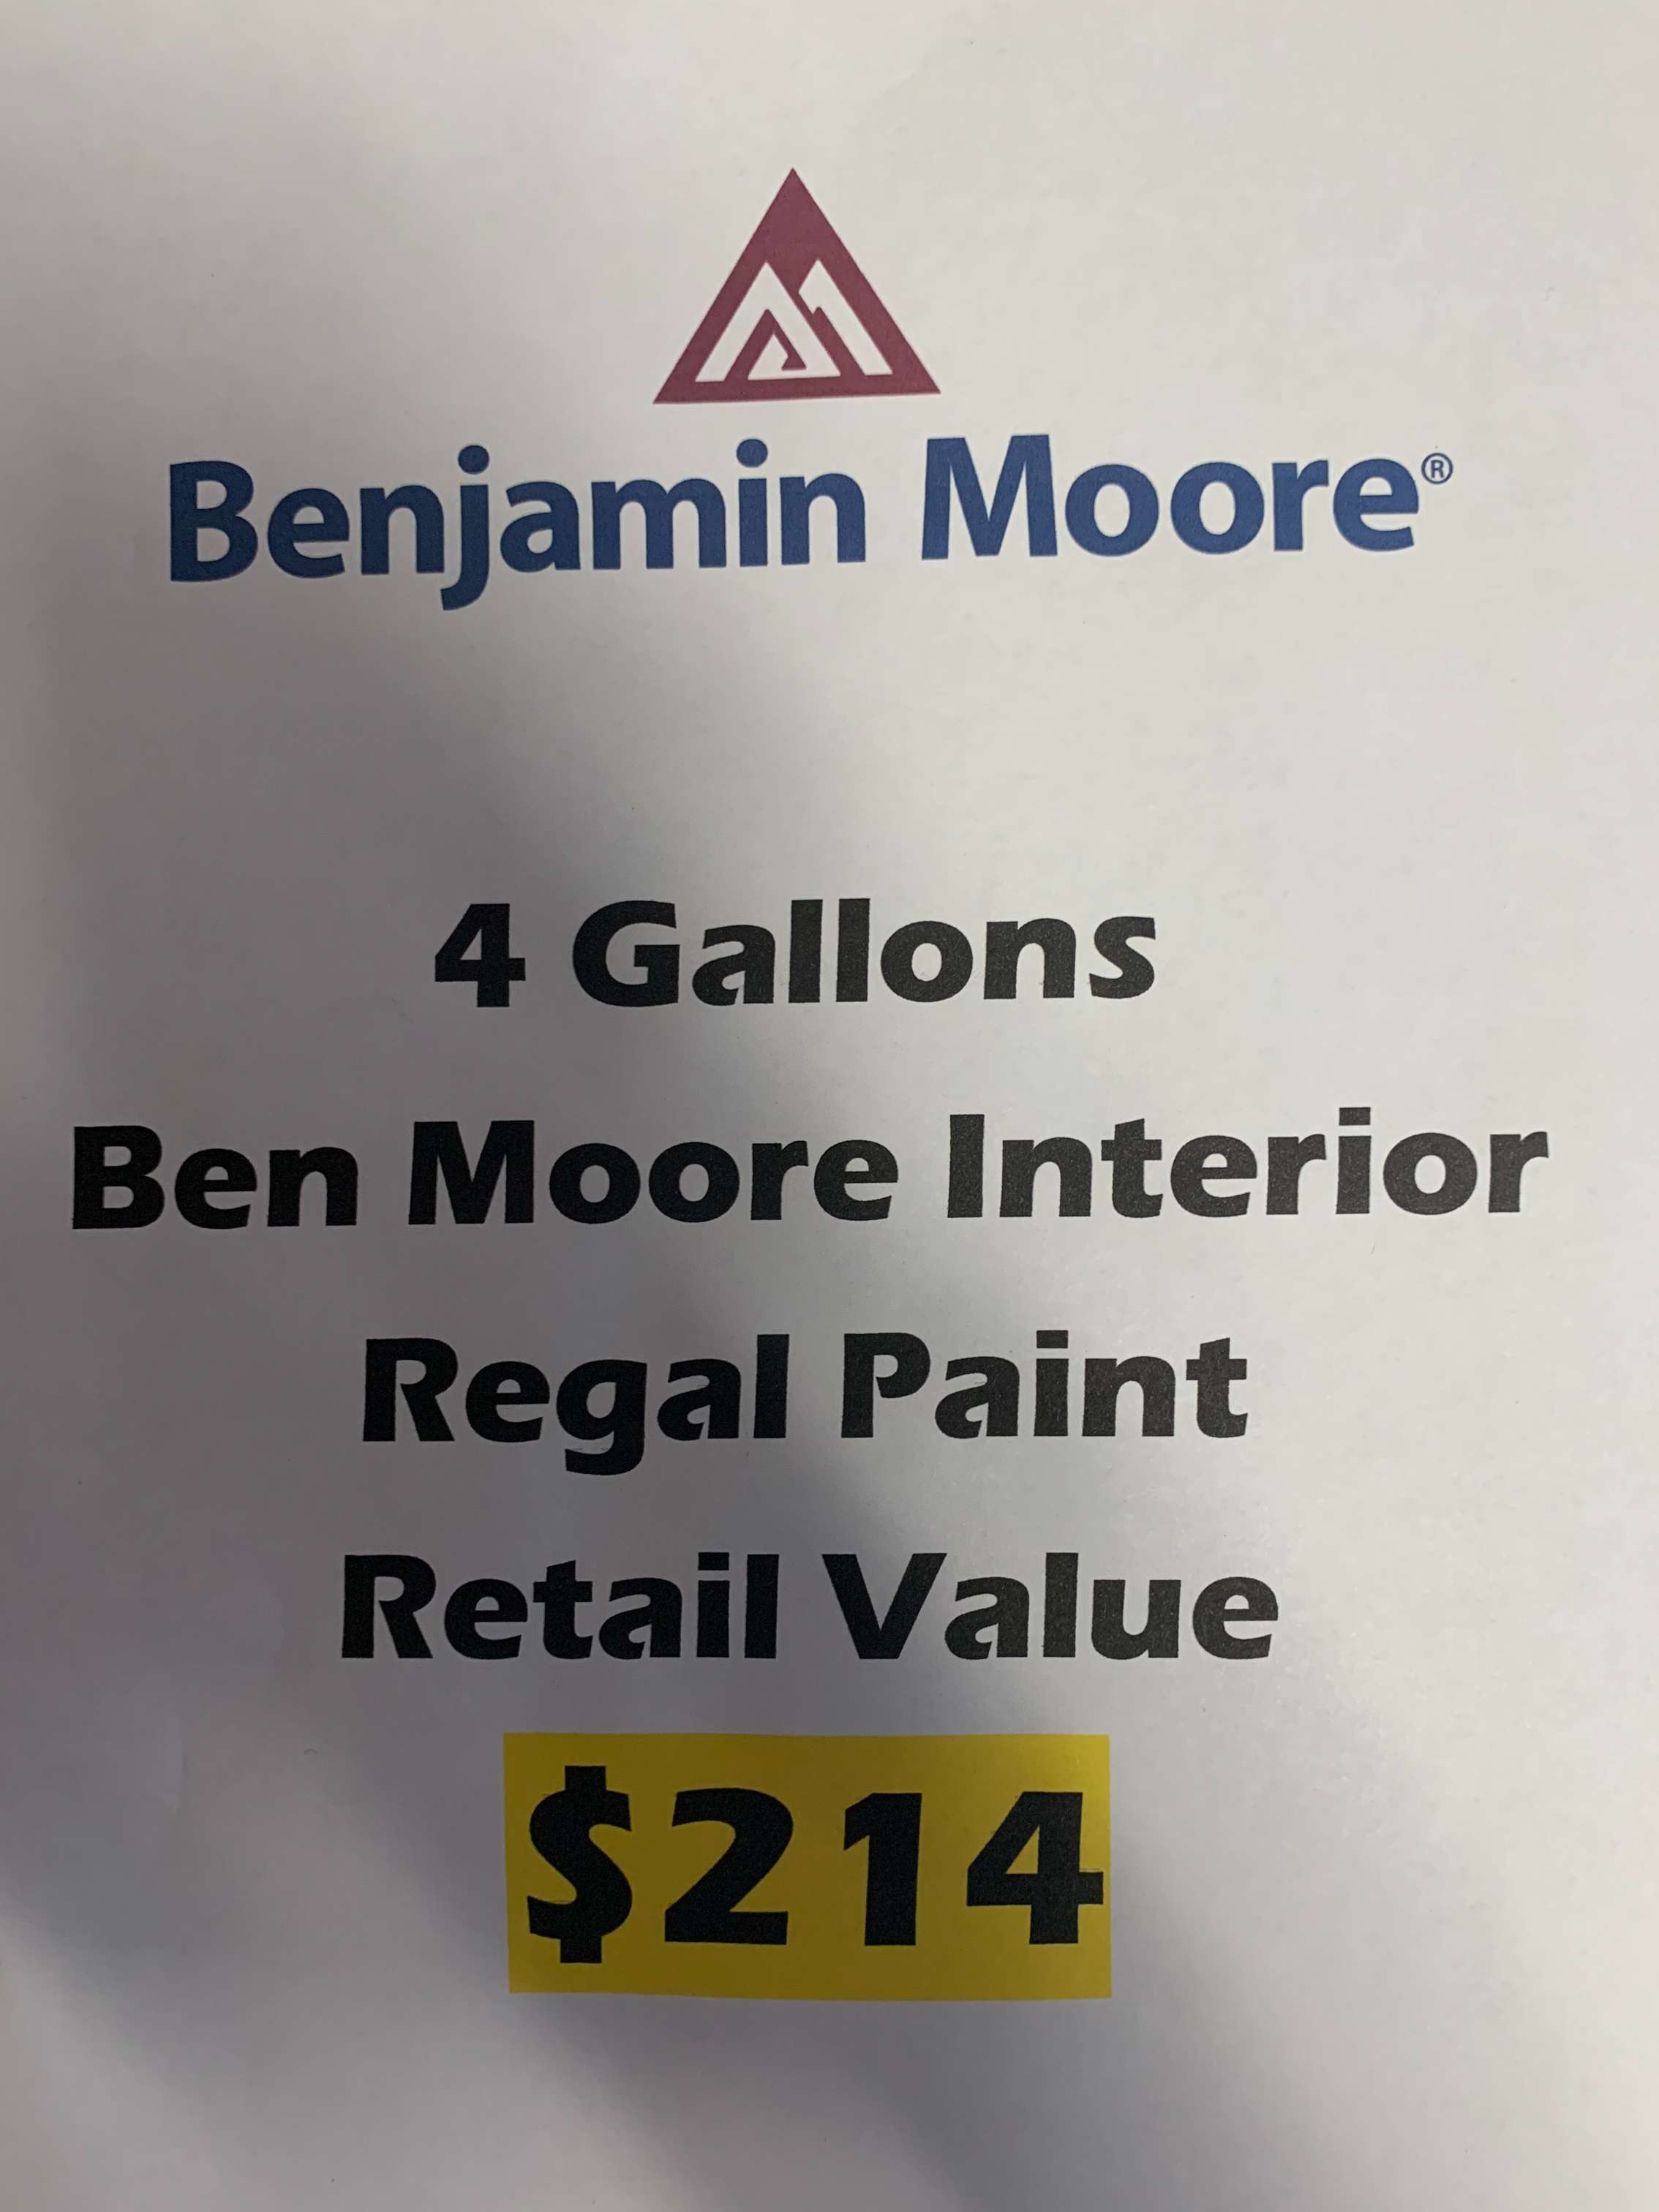 Benjamin Moore®
4 Gallons
Ben Moore Interior
Regal Paint
Retail Value
$214